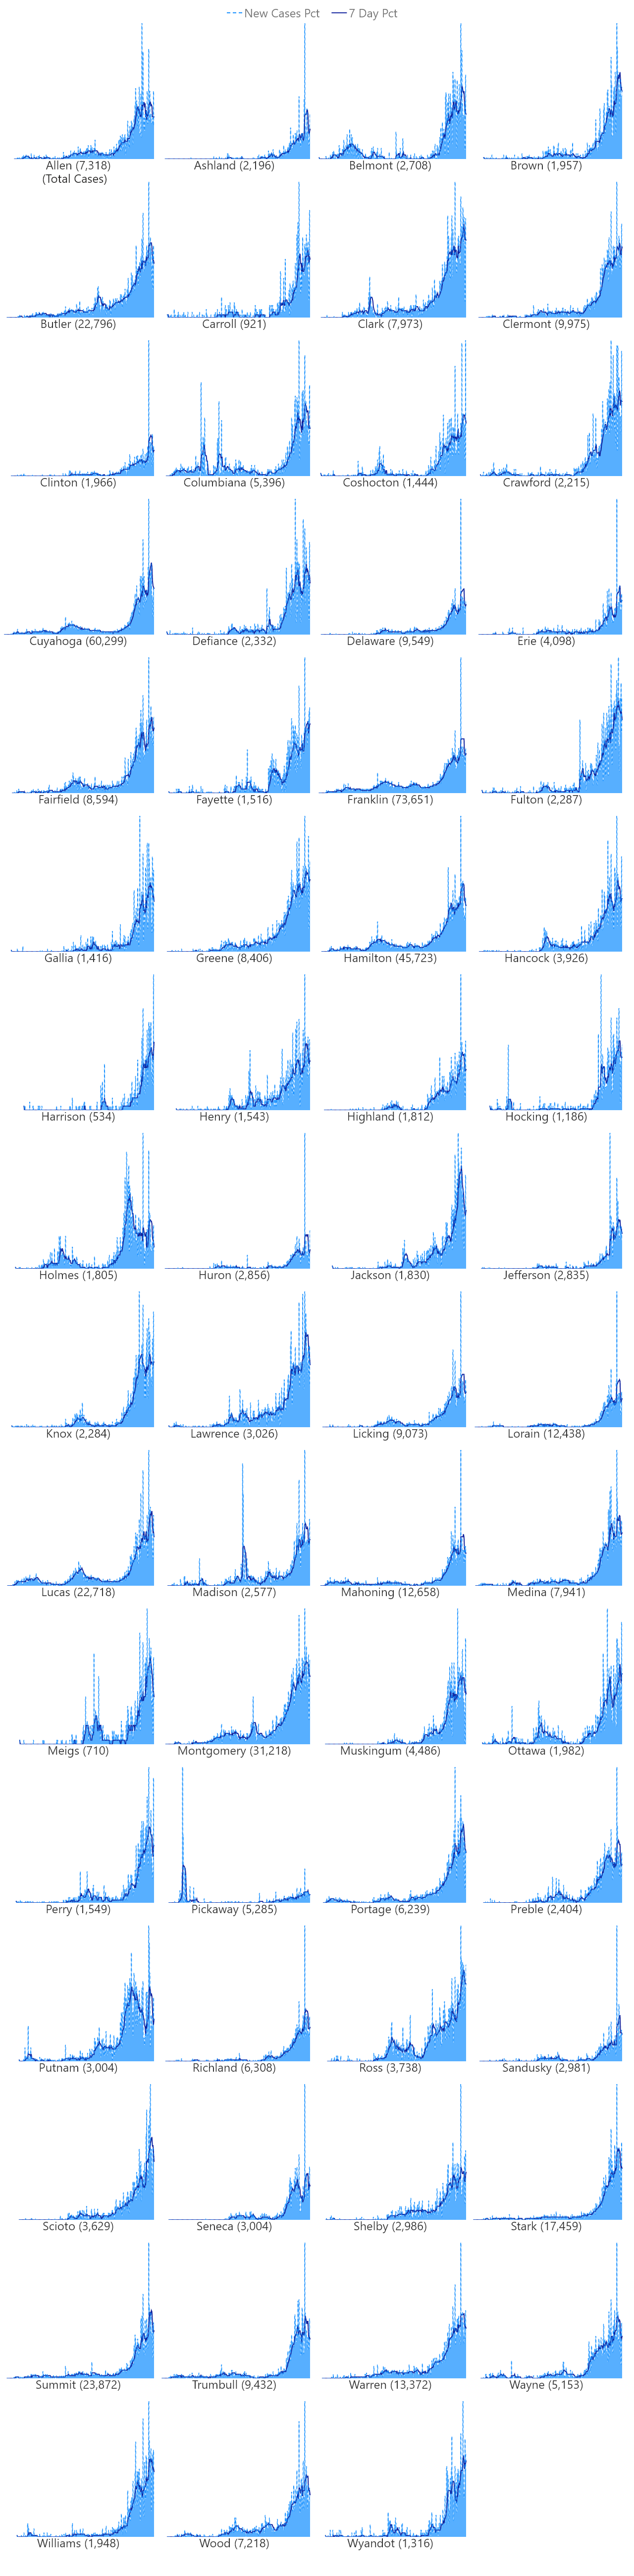 New Cases Pct 7 Day Pct
Allen (7,318) Ashland (2,196) Belmont (2,708) Brown (1,957)
(Total Cases)
Butler (22,796) Carroll (921) Clark (7,973) Clermont (9,975)
Clinton (1,966) Columbiana (5,396) Coshocton (1,444) Crawford (2,215)
Cuyahoga (60,299) Defiance (2,332) Delaware (9,549) Erie (4,098)
Fairfield (8,594) Fayette (1,516) Franklin (73,651) Fulton (2,287)
Gallia (1,416) Greene (8,406) Hamilton (45,723) Hancock (3,926)
Harrison (534) Henry (1,543) Highland (1,812) Hocking (1,186)
Holmes (1,805) Huron (2,856) Jackson (1,830) Jefferson (2,835)
Knox (2,284) Lawrence (3,026) Licking (9,073) Lorain (12,438)
Lucas (22,718) Madison (2,577) Mahoning (12,658) Medina (7,941)
Meigs (710) Montgomery (31,218) Muskingum (4,486) Ottawa (1,982)
Perry (1,549) Pickaway (5,285) Portage (6,239) Preble (2,404)
Putnam (3,004) Richland (6,308) Ross (3,738) Sandusky (2,981)
Scioto (3,629) Seneca (3,004) Shelby (2,986) Stark (17,459)
Summit (23,872) Trumbull (9,432) Warren (13,372) Wayne (5,153)
Williams (1,948) Wood (7,218) Wyandot (1,316)